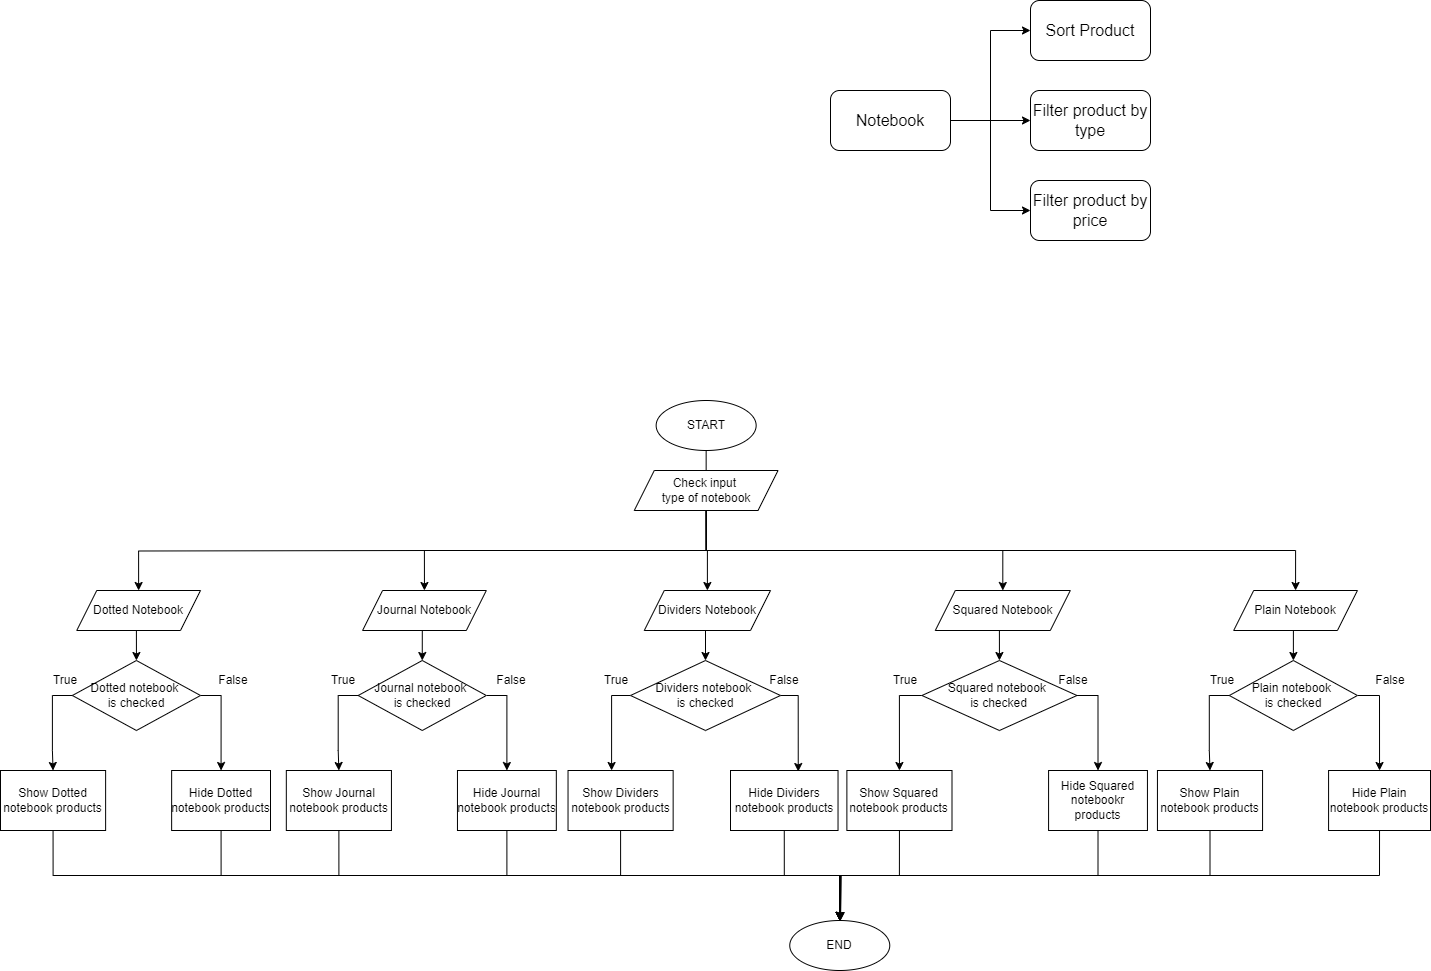 Sort Product
Notebook
Filter product by
type
Filter product by
price
START
Check input
type of notebook
Dotted Notebook
Journal Notebook
Dividers Notebook
Squared Notebook
Plain Notebook
True
Dotted notebook
is checked
False
True
Journal notebook
is checked
False
True
Dividers notebook
is checked
False
True
Squared notebook
is checked
False
True
Plain notebook
is checked
False
Show Dotted
notebook products
Hide Dotted
notebook products
Show Journal
notebook products
Hide Journal
notebook products
Show Dividers
notebook products
Hide Dividers
notebook products
Show Squared
notebook products
Hide Squared
notebookr
products
Show Plain
notebook products
Hide Plain
notebook products
END